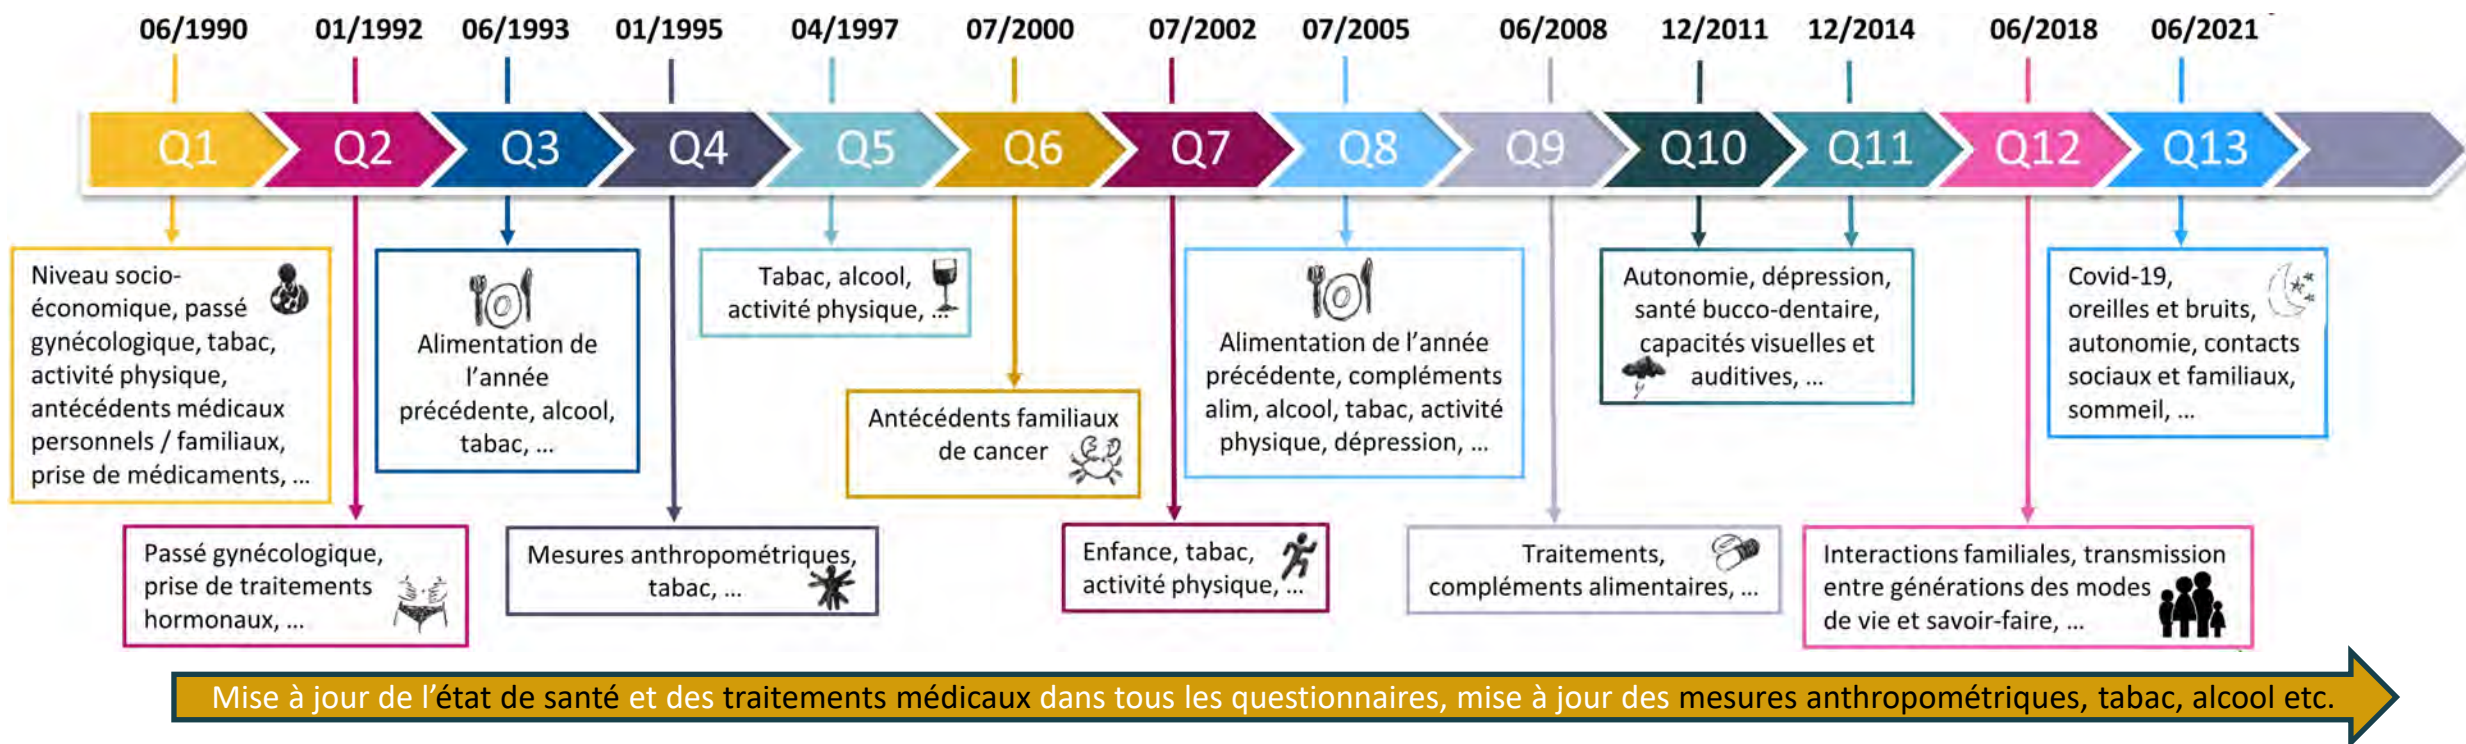 06/1990
01/1992
06/1993
01/1995
04/1997
07/2000
07/2002
07/2005
06/2008
12/2011
12/2014
06/2018
06/2021
Q1
Q2
Q3
Q4
Q5
Q6
Q7
Q8
Q9
Q10
Q11
Q12
Q13
Niveau socio-
économique, passé
gynécologique, tabac,
activité physique,
antécédents médicaux
personnels / familiaux,
prise de médicaments, ...
Passé gynécologique,
prise de traitements
hormonaux, ...
Alimentation de
l'année
précédente, alcool,
tabac, ...
Mesures anthropométriques,
tabac, ...
Tabac, alcool,
activité physique, ...
Antécédents familiaux
de cancer
Enfance, tabac,
activité physique, ...
Alimentation de l'année
précédente, compléments
alim, alcool, tabac, activité
physique, dépression, ...
Traitements,
compléments alimentaires, ...
Autonomie, dépression,
santé bucco-dentaire,
capacités visuelles et
auditives, ...
Interactions familiales, transmission
entre générations des modes
de vie et savoir-faire, ...
Covid-19,
oreilles et bruits,
autonomie, contacts
sociaux et familiaux,
sommeil, ...
Mise à jour de l'état de santé et des traitements médicaux dans tous les questionnaires, mise à jour des mesures anthropométriques, tabac, alcool etc.